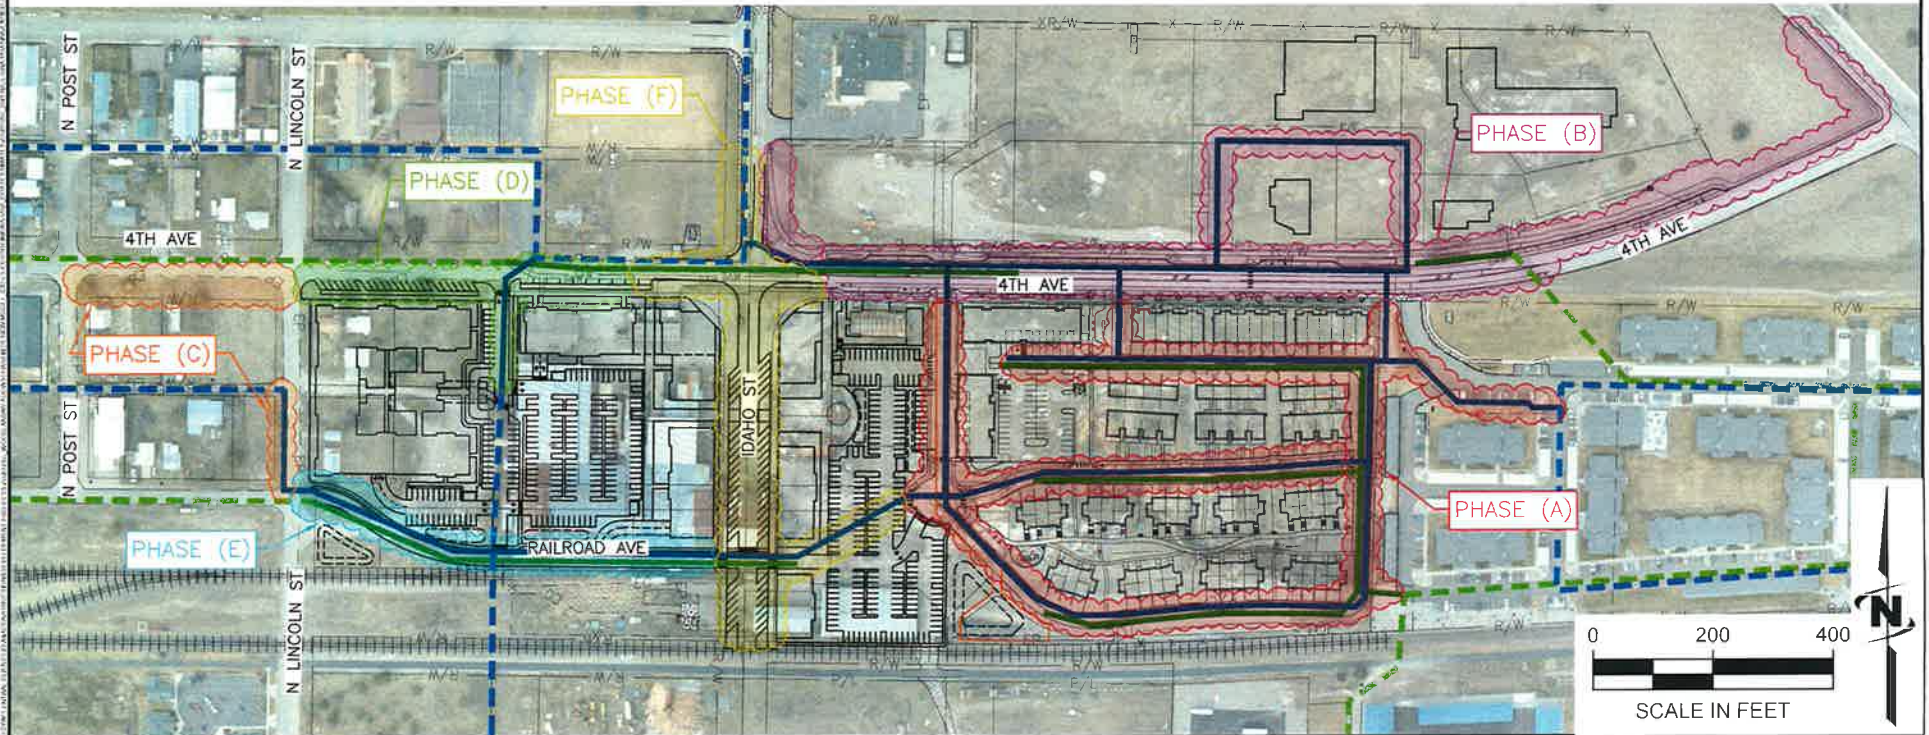 R/W
XR/W
X
R/W
X
R/W
X
R/W
X
N POST ST
R/W
N LINCOLN ST
R/W
R/W
PHASE (F)
PHASE (B)
R/W
PHASE (D)
4TH AVE
R/W
R/W
4TH AVE
4TH AVE
R/W
R/W
R/W
R/W
PHASE (C)
IDAHO ST
N POST ST
PHASE (A)
PHASE (E)
RAILROAD AVE
N LINCOLN ST
R/W
R/W
R/W
R/W
R/W
R/W
P/L
P/L
N
0 200 400
SCALE IN FEET